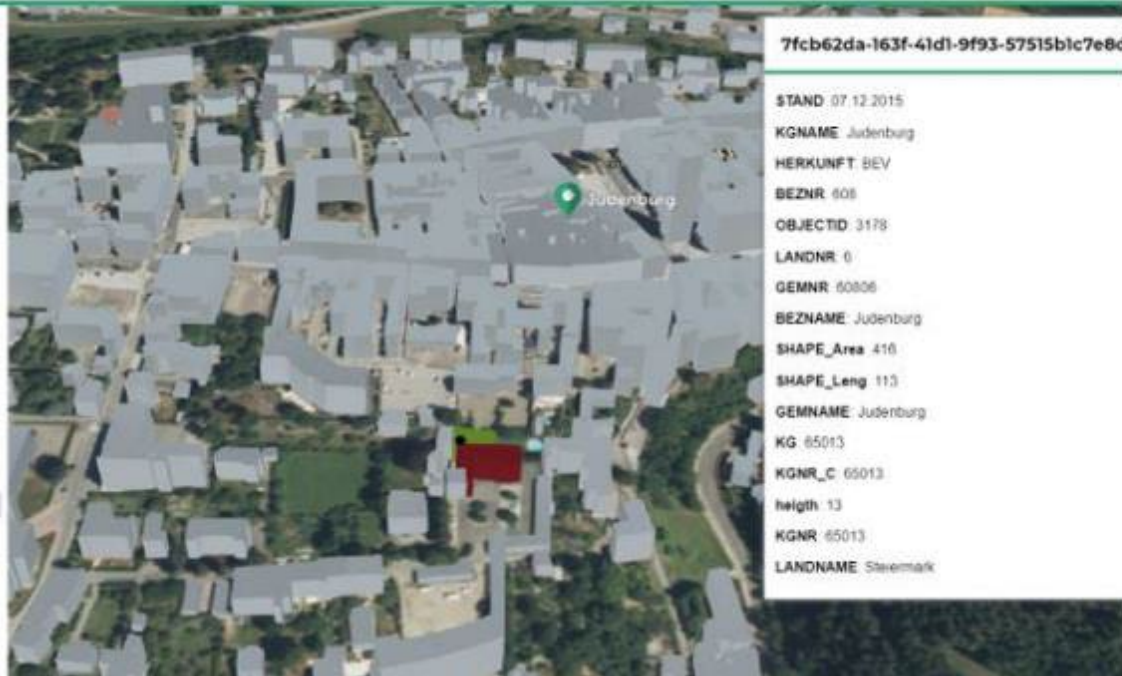 7fcb62da-163f-41d1-9f93-57515b1c7e8d
STAND 07.12.2015
KGNAME Judenburg
HERKUNFT BEV
BEZNR 608
Judenburg
OBJECTID 3178
LANDNR 6
GEMNR 60806
BEZNAME Judenburg
SHAPE_Area 416
SHAPE_Leng 113
GEMNAME Judenburg
KG 65013
KGNR_C 65013
heigth 13
KGNR 65013
LANDNAME Steiermark